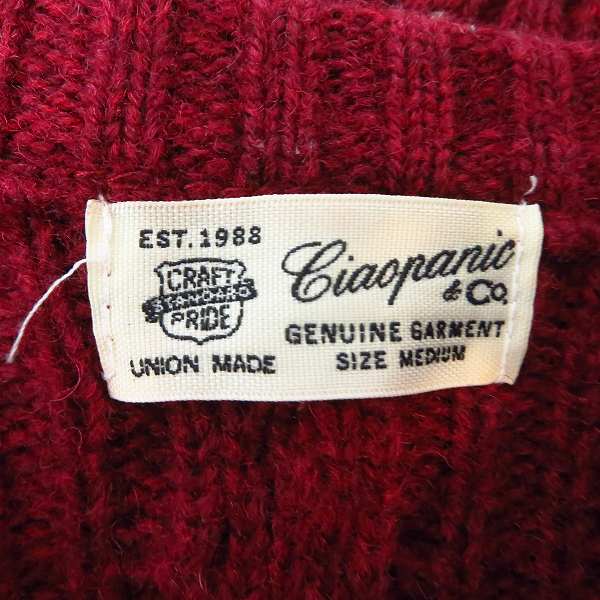 EST.1988
CRAFT
STANDARD
PRIDE
UNION MADE
Ciaopanic
& CO.
GENUINE GARMENT
SIZE MEDIUM